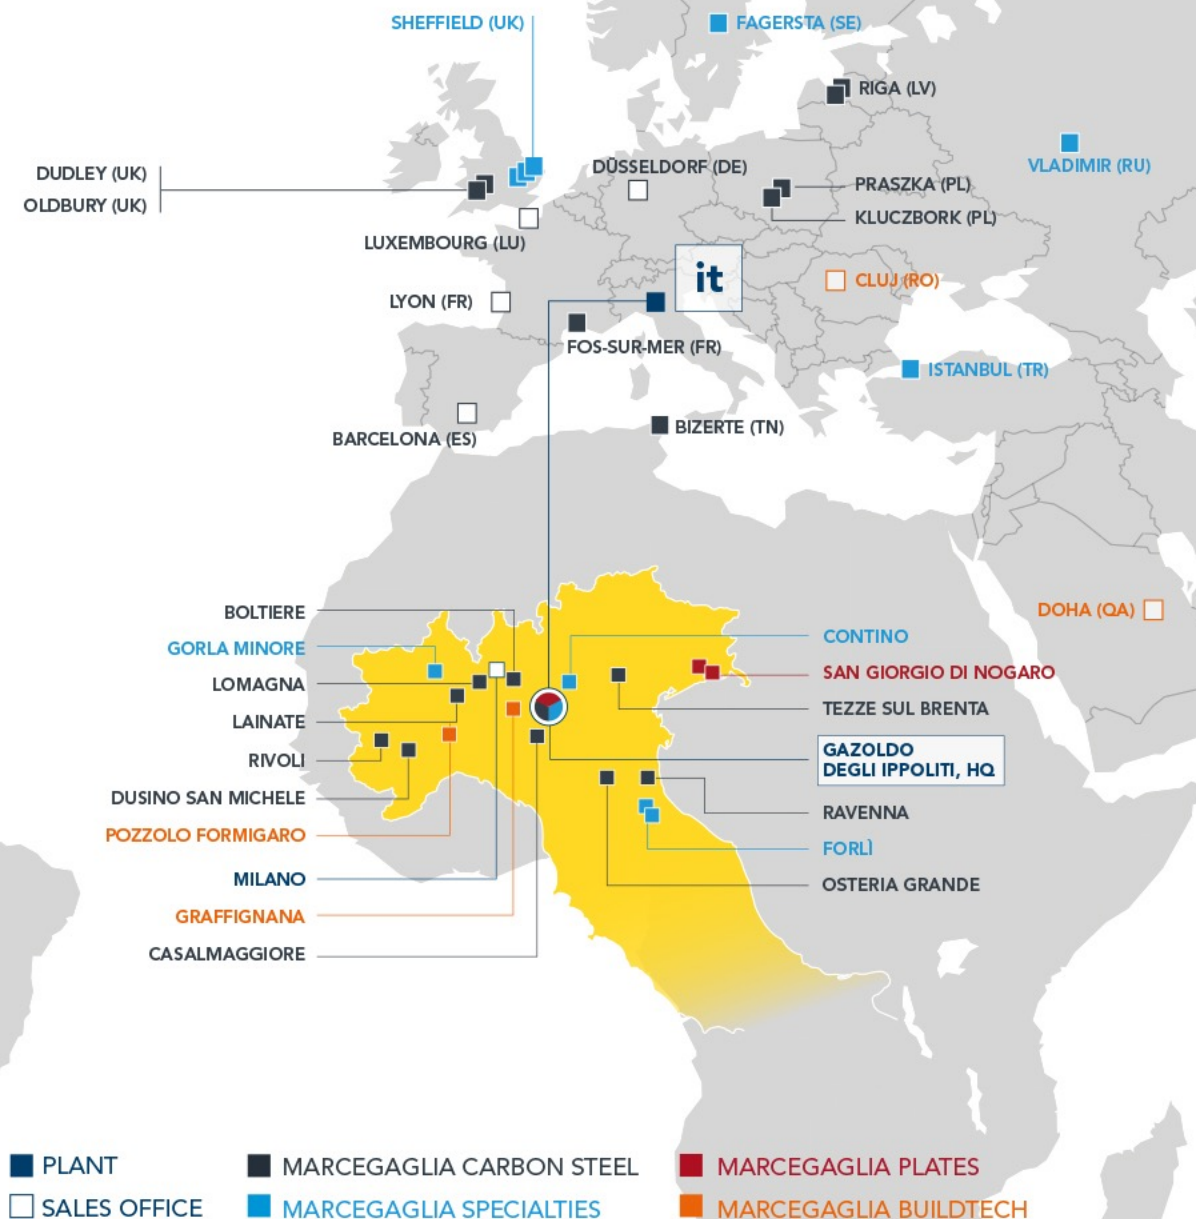 SHEFFIELD (UK)
FAGERSTA (SE)
RIGA (LV)
VLADIMIR (RU)
DUDLEY (UK)
OLDBURY (UK)
DÜSSELDORF (DE)
PRASZKA (PL)
KLUCZBORK (PL)
LUXEMBOURG (LU)
it
CLUJ (RO)
LYON (FR)
FOS-SUR-MER (FR)
ISTANBUL (TR)
BARCELONA (ES)
BIZERTE (TN)
DOHA (QA)
BOLTIERE
GORLA MINORE
LOMAGNA
LAINATE
RIVOLI
DUSINO SAN MICHELE
POZZOLO FORMIGARO
MILANO
GRAFFIGNANA
CASALMAGGIORE
CONTINO
SAN GIORGIO DI NOGARO
TEZZE SUL BRENTA
GAZOLDO
DEGLI IPPOLITI, HQ
RAVENNA
FORLÌ
OSTERIA GRANDE
PLANT
SALES OFFICE
MARCEGAGLIA CARBON STEEL
MARCEGAGLIA SPECIALTIES
MARCEGAGLIA PLATES
MARCEGAGLIA BUILDTECH